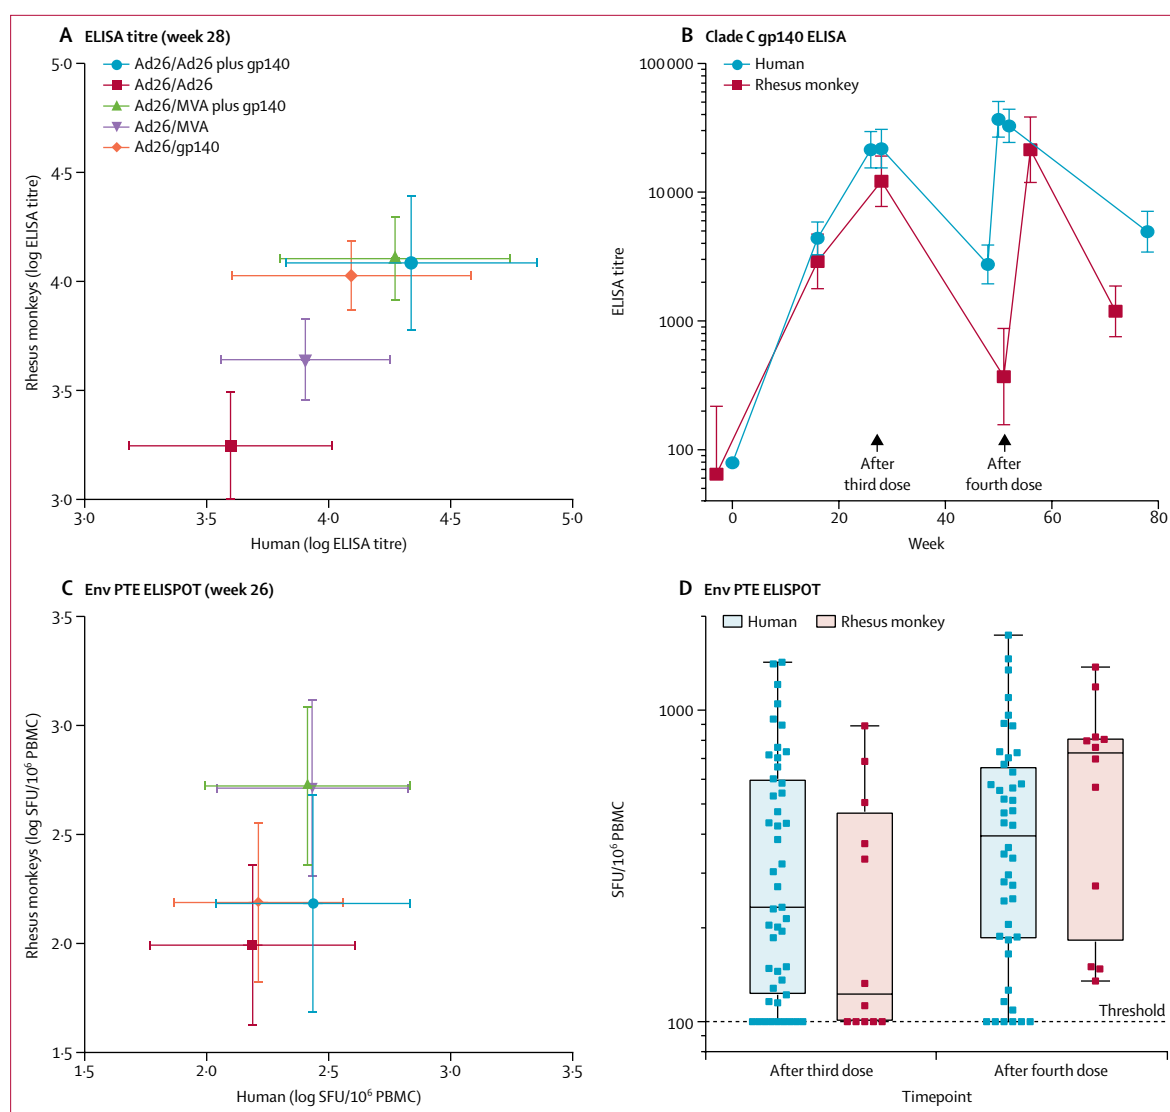 A ELISA titre (week 28)
Ad26/Ad26 plus gp140
Ad26/Ad26
Ad26/MVA plus gp140
Ad26/MVA
Ad26/gp140
5·0
4·5
4·0
3·5
3·0
Rhesus monkeys (log ELISA titre)
3·0 3·5 4·0 4·5 5·0
Human (log ELISA titre)
B Clade C gp140 ELISA
Human
Rhesus monkey
100 000
10 000
1000
100
ELISA titre
After
third dose
After
fourth dose
0 20 40 60 80
Week
C Env PTE ELISPOT (week 26)
3·5
3·0
2·5
2·0
1·5
Rhesus monkeys (log SFU/10⁶ PBMC)
1·5 2·0 2·5 3·0 3·5
Human (log SFU/10⁶ PBMC)
D Env PTE ELISPOT
Human Rhesus monkey
1000
100
SFU/10⁶ PBMC
Threshold
After third dose After fourth dose
Timepoint